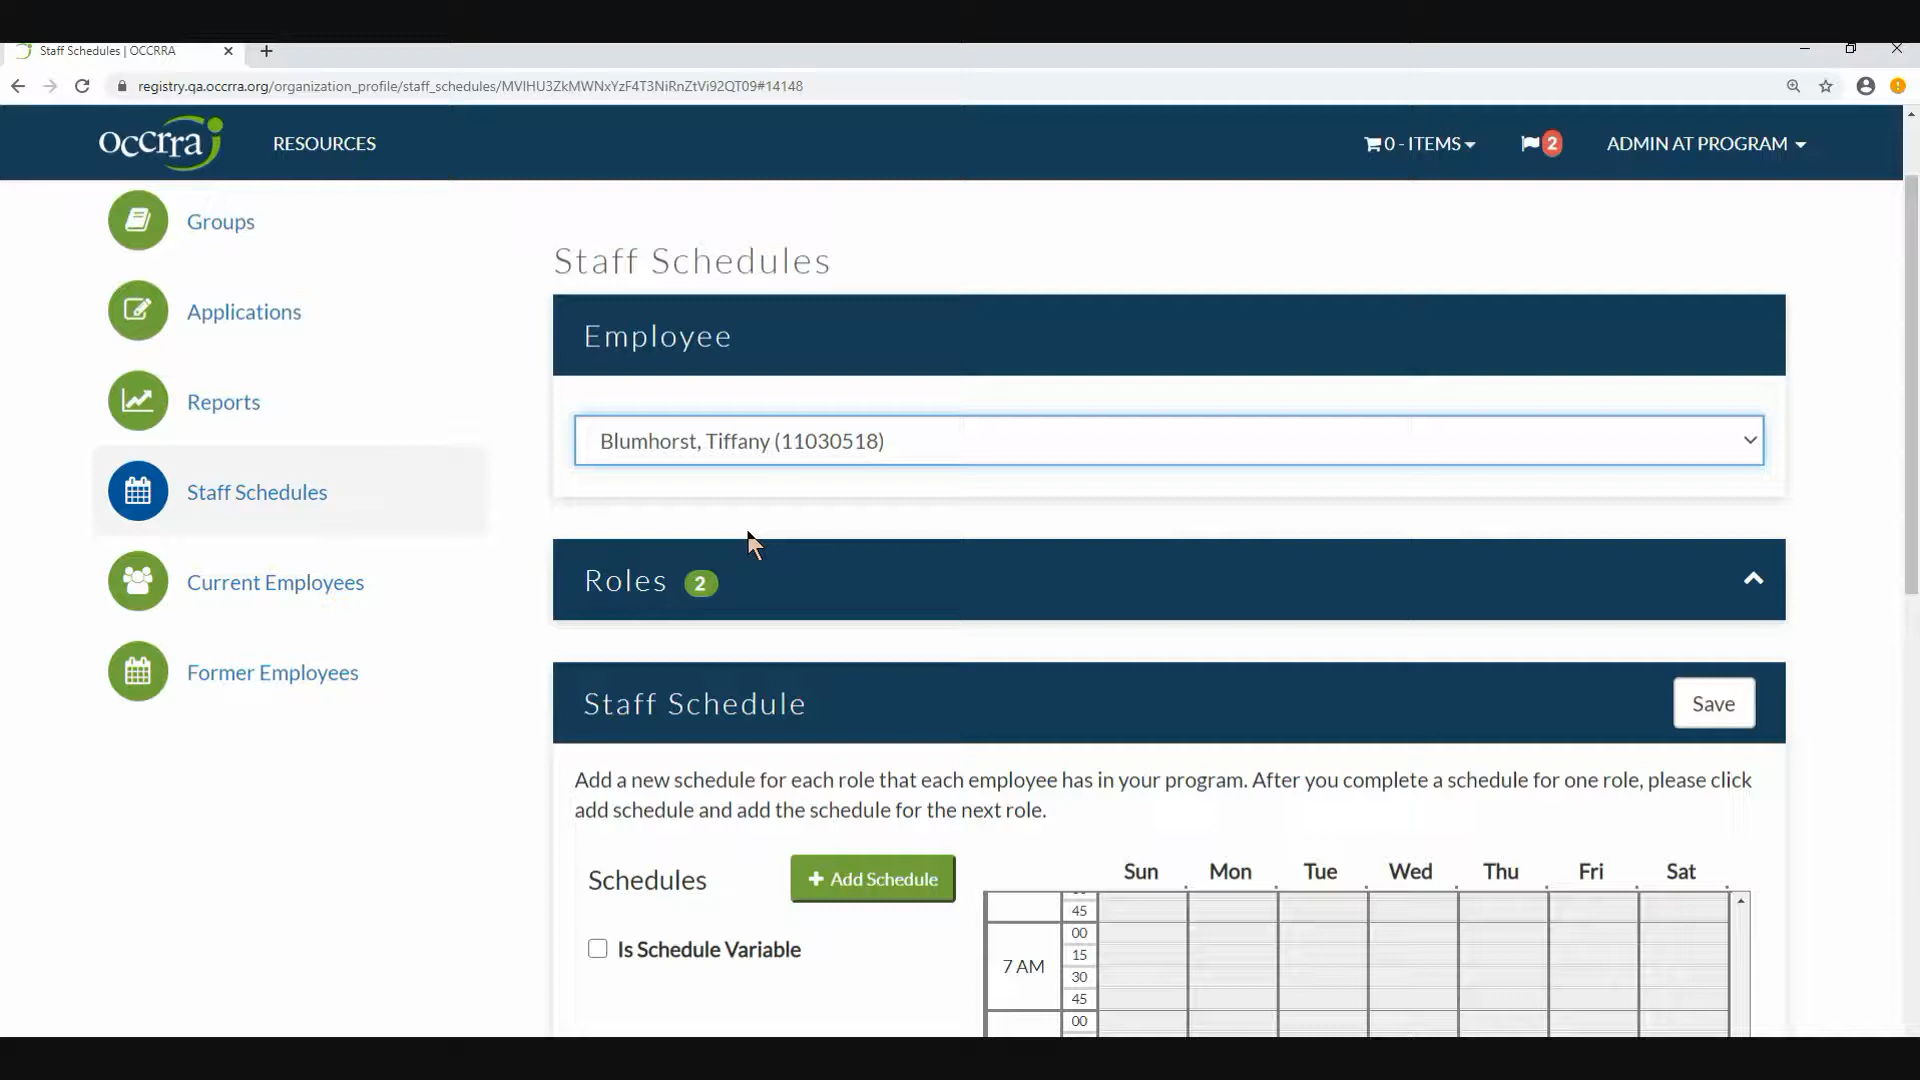 Staff Schedules | OCCRRA
registry.qa.occrra.org/organization_profile/staff_schedules/MVlHU3ZkMWNxYzF4T3NiRnZtVi92QT09#14148
occrra RESOURCES 0 - ITEMS 2 ADMIN AT PROGRAM
Groups
Applications
Reports
Staff Schedules
Current Employees
Former Employees
Staff Schedules
Employee
Blumhorst, Tiffany (11030518)
Roles 2
Staff Schedule Save
Add a new schedule for each role that each employee has in your program. After you complete a schedule for one role, please click
add schedule and add the schedule for the next role.
Schedules + Add Schedule
Is Schedule Variable
Sun Mon Tue Wed Thu Fri Sat
45
00
15
7 AM
30
45
00